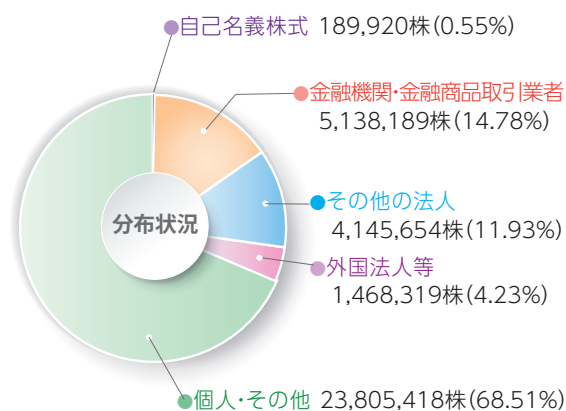 自己名義株式 189,920株(0.55%)
金融機関・金融商品取引業者
5,138,189株(14.78%)
その他の法人
4,145,654株(11.93%)
外国法人等
1,468,319株(4.23%)
分布状況
個人・その他 23,805,418株(68.51%)